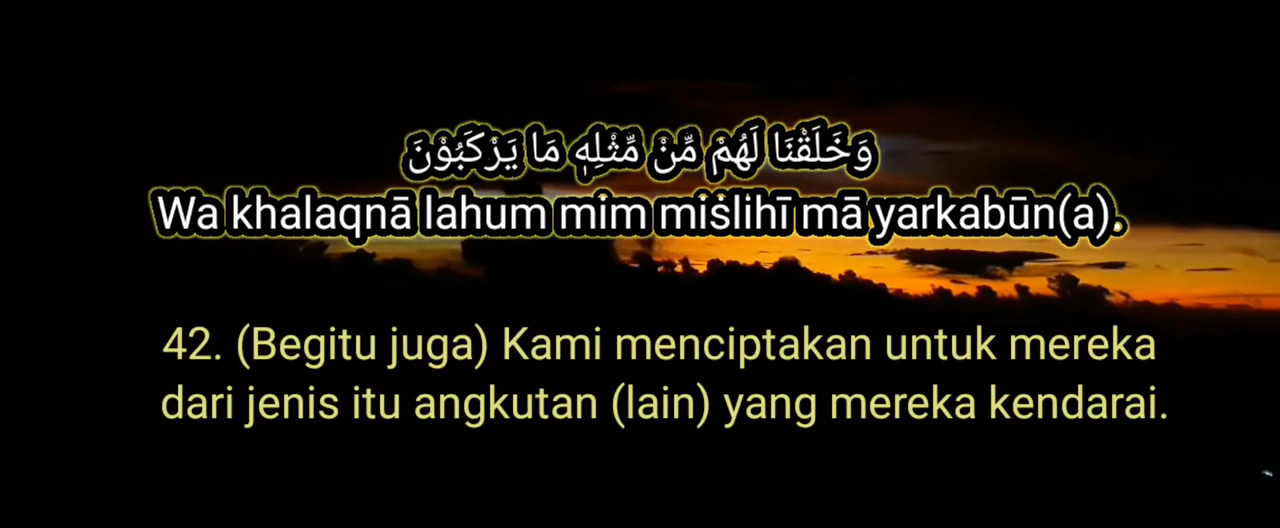 وَخَلَقْنَا لَهُمْ مِّنْ مِّثْلِهٖ مَا يَرْكَبُوْنَ
Wa khalaqnā lahum mim miṡlihī mā yarkabūn(a).
42. (Begitu juga) Kami menciptakan untuk mereka
dari jenis itu angkutan (lain) yang mereka kendarai.